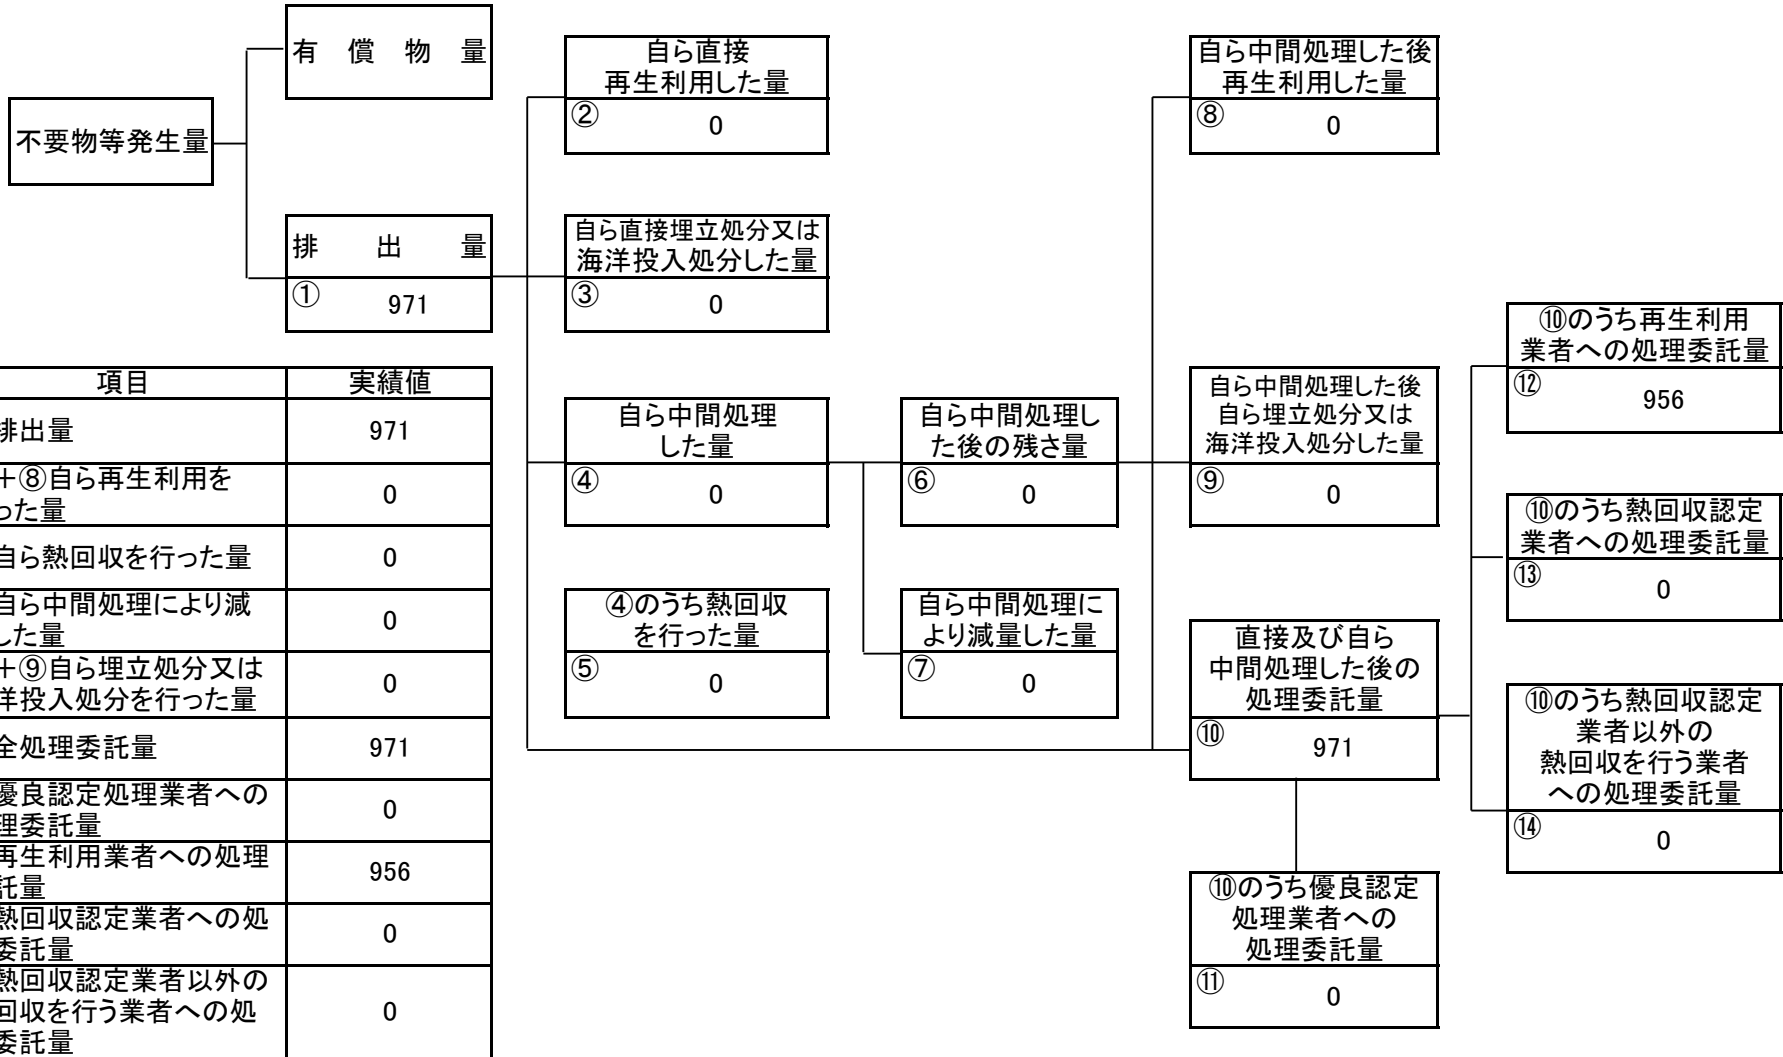 有償物量
不要物等発生量
排出量
① 971
自ら直接
再生利用した量
② 0
自ら直接埋立処分又は
海洋投入処分した量
③ 0
自ら中間処理
した量
④ 0
④のうち熱回収
を行った量
⑤ 0
自ら中間処理し
た後の残さ量
⑥ 0
自ら中間処理に
より減量した量
⑦ 0
自ら中間処理した後
再生利用した量
⑧ 0
自ら中間処理した後
自ら埋立処分又は
海洋投入処分した量
⑨ 0
直接及び自ら
中間処理した後の
処理委託量
⑩ 971
⑩のうち優良認定
処理業者への
処理委託量
⑪ 0
⑩のうち再生利用
業者への処理委託量
⑫ 956
⑩のうち熱回収認定
業者への処理委託量
⑬ 0
⑩のうち熱回収認定
業者以外の
熱回収を行う業者
への処理委託量
⑭ 0
項目 実績値
排出量 971
+⑧自ら再生利用を
った量 0
自ら熱回収を行った量 0
自ら中間処理により減
した量 0
+⑨自ら埋立処分又は
洋投入処分を行った量 0
全処理委託量 971
優良認定処理業者への
理委託量 0
再生利用業者への処理
託量 956
熱回収認定業者への処
委託量 0
熱回収認定業者以外の
回収を行う業者への処
委託量 0